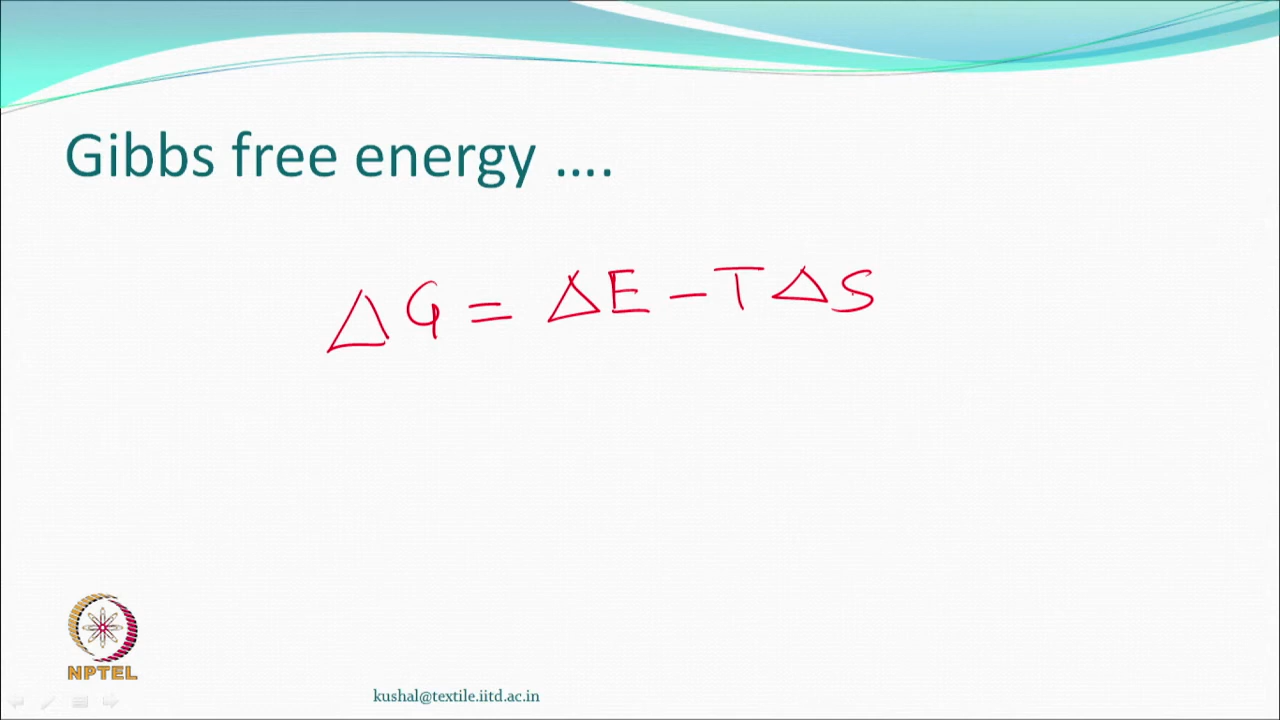 Gibbs free energy ....
ΔG = ΔE - TΔS
NPTEL
kushal@textile.iitd.ac.in